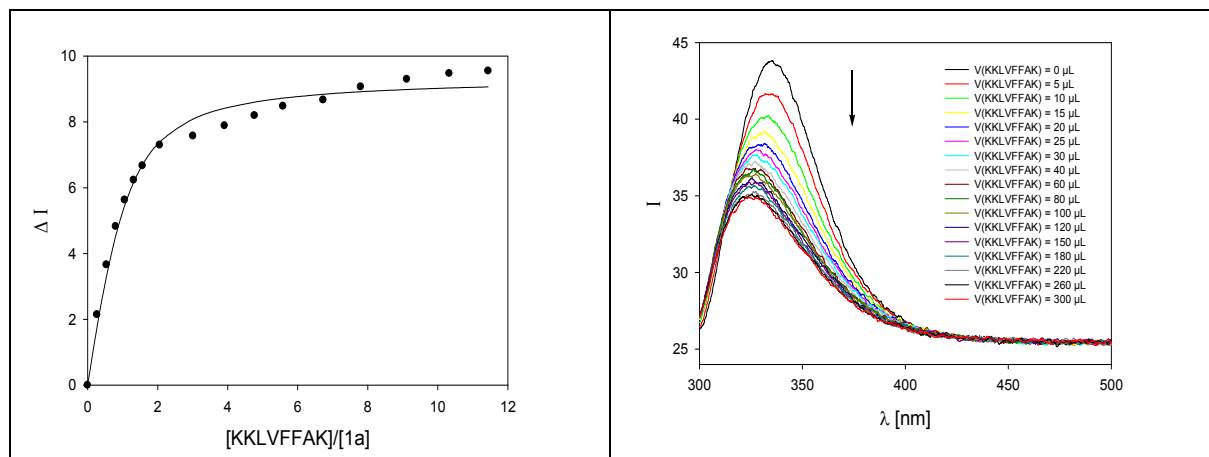 10
8
6
4
2
0
Δ I
0 2 4 6 8 10 12
[KKLVFFAK]/[1a]
45
40
35
30
25
I
300 350 400 450 500
λ [nm]
V(KKLVFFAK) = 0 µL
V(KKLVFFAK) = 5 µL
V(KKLVFFAK) = 10 µL
V(KKLVFFAK) = 15 µL
V(KKLVFFAK) = 20 µL
V(KKLVFFAK) = 25 µL
V(KKLVFFAK) = 30 µL
V(KKLVFFAK) = 40 µL
V(KKLVFFAK) = 60 µL
V(KKLVFFAK) = 80 µL
V(KKLVFFAK) = 100 µL
V(KKLVFFAK) = 120 µL
V(KKLVFFAK) = 150 µL
V(KKLVFFAK) = 180 µL
V(KKLVFFAK) = 220 µL
V(KKLVFFAK) = 260 µL
V(KKLVFFAK) = 300 µL